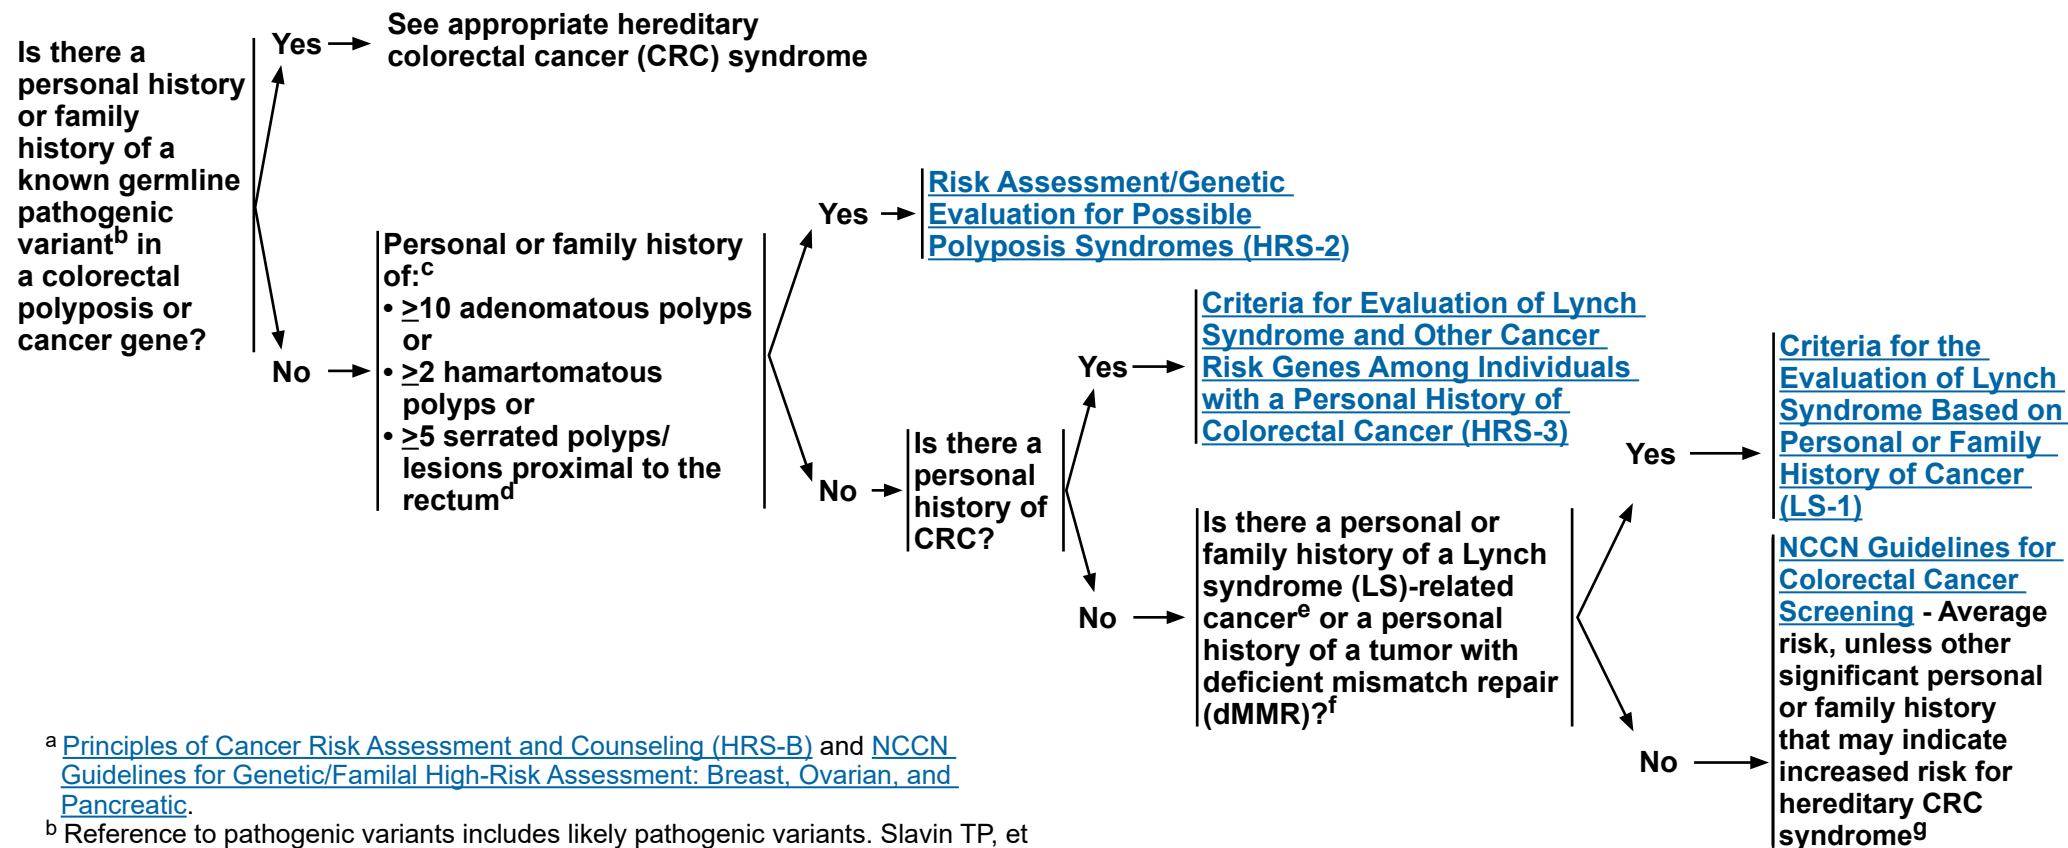 Is there a
personal history
or family
history of a
known germline
pathogenic
variantb in
a colorectal
polyposis or
cancer gene?
Yes
See appropriate hereditary
colorectal cancer (CRC) syndrome
No
Personal or family history
of:c
• ≥10 adenomatous polyps
or
• ≥2 hamartomatous
polyps or
• ≥5 serrated polyps/
lesions proximal to the
rectumd
Yes
Risk Assessment/Genetic
Evaluation for Possible
Polyposis Syndromes (HRS-2)
No
Is there a
personal
history of
CRC?
Yes
Criteria for Evaluation of Lynch
Syndrome and Other Cancer
Risk Genes Among Individuals
with a Personal History of
Colorectal Cancer (HRS-3)
No
Is there a personal or
family history of a Lynch
syndrome (LS)-related
cancere or a personal
history of a tumor with
deficient mismatch repair
(dMMR)?f
Yes
Criteria for the
Evaluation of Lynch
Syndrome Based on
Personal or Family
History of Cancer
(LS-1)
No
NCCN Guidelines for
Colorectal Cancer
Screening - Average
risk, unless other
significant personal
or family history
that may indicate
increased risk for
hereditary CRC
syndromeg
a Principles of Cancer Risk Assessment and Counseling (HRS-B) and NCCN
Guidelines for Genetic/Familal High-Risk Assessment: Breast, Ovarian, and
Pancreatic.
b Reference to pathogenic variants includes likely pathogenic variants. Slavin TP, et